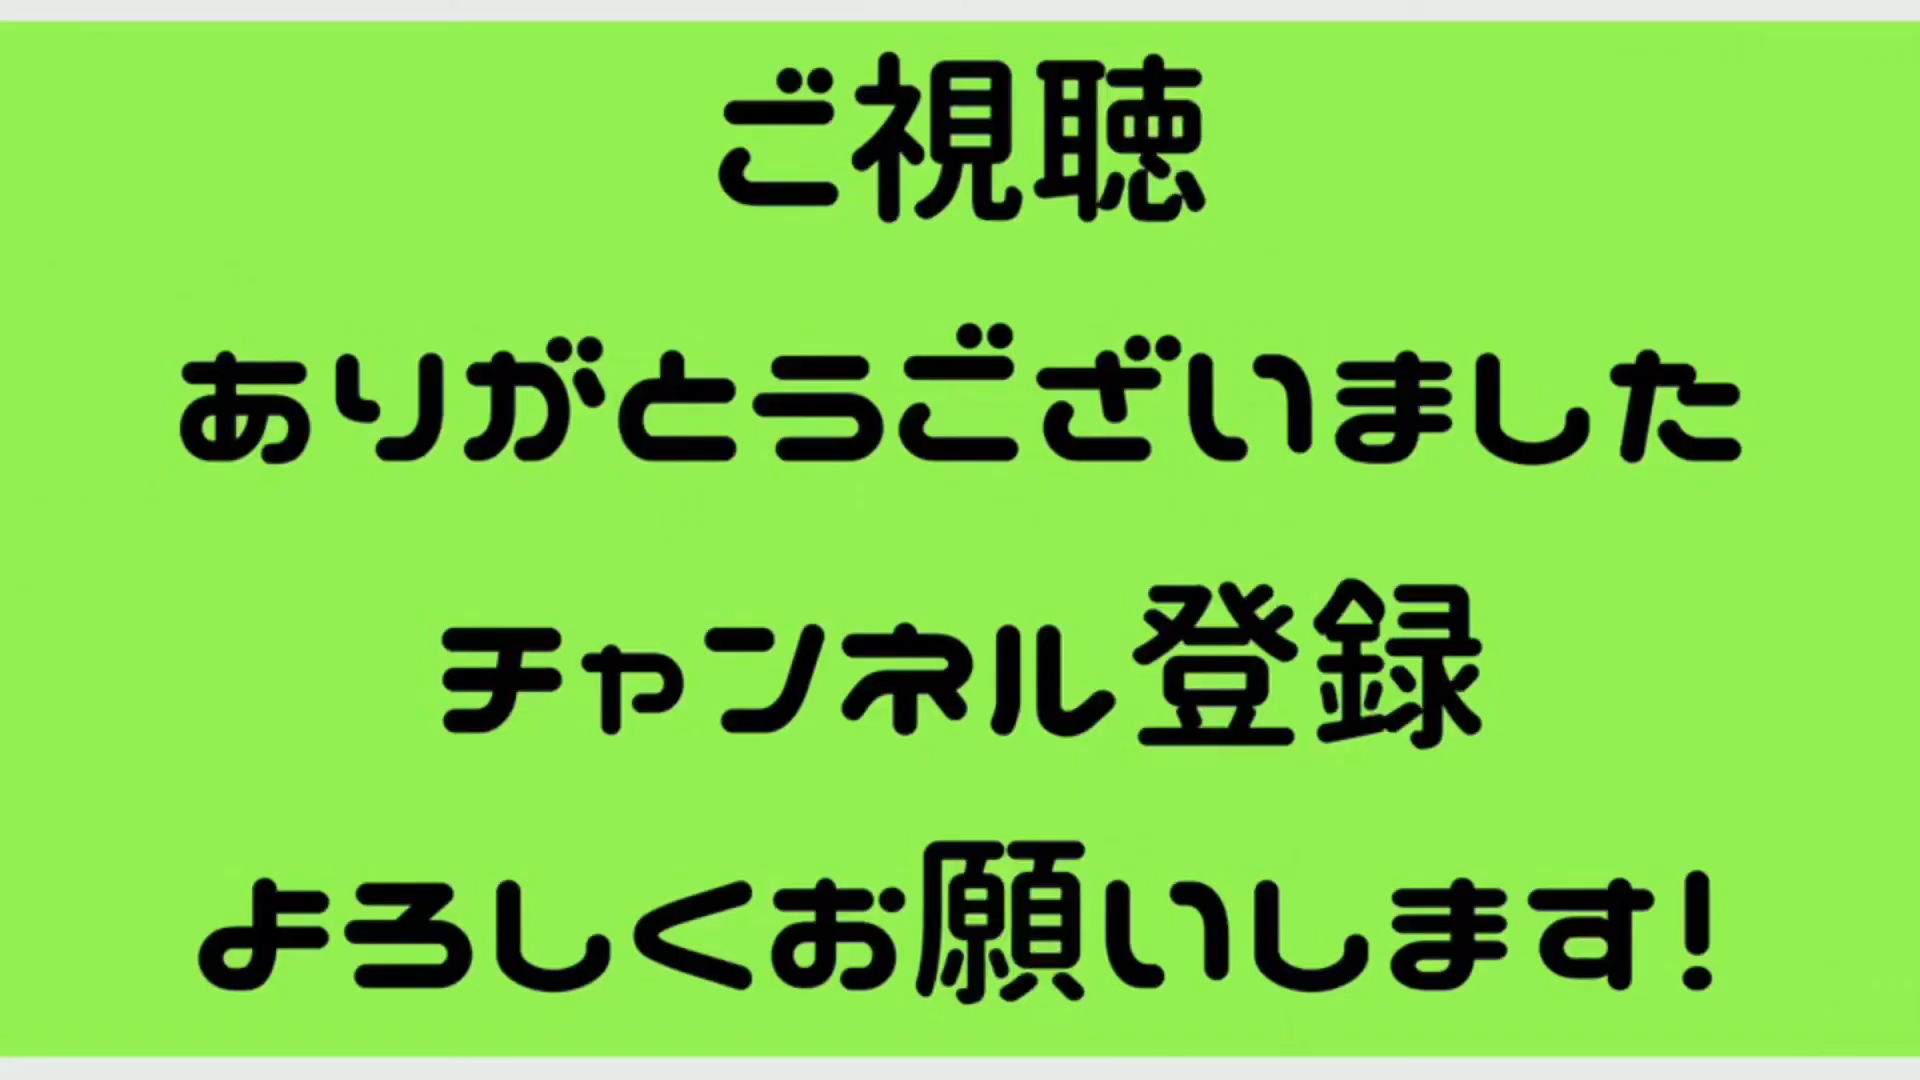 ご視聴
ありがとうございました
チャンネル登録
よろしくお願いします!